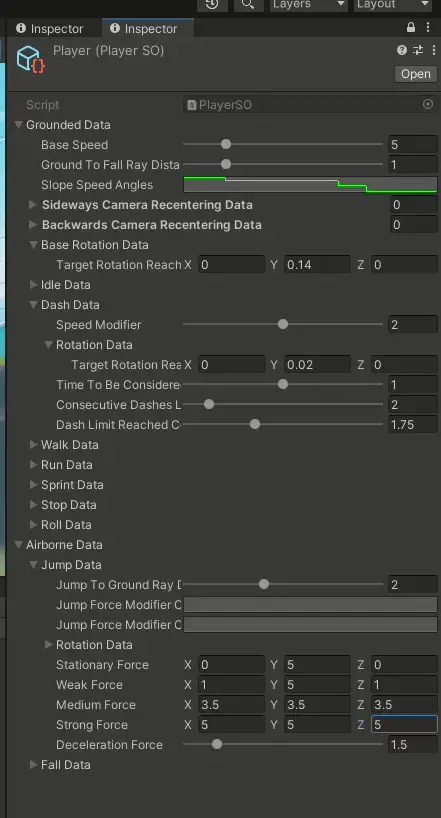 Layers Layout
Inspector Inspector
Player (Player SO)
Open
Script PlayerSO
Grounded Data
Base Speed 5
Ground To Fall Ray Dista 1
Slope Speed Angles
Sideways Camera Recentering Data 0
Backwards Camera Recentering Data 0
Base Rotation Data
Target Rotation Reach X 0 Y 0.14 Z 0
Idle Data
Dash Data
Speed Modifier 2
Rotation Data
Target Rotation Rea X 0 Y 0.02 Z 0
Time To Be Considere 1
Consecutive Dashes L 2
Dash Limit Reached C 1.75
Walk Data
Run Data
Sprint Data
Stop Data
Roll Data
Airborne Data
Jump Data
Jump To Ground Ray D 2
Jump Force Modifier C
Jump Force Modifier C
Rotation Data
Stationary Force X 0 Y 5 Z 0
Weak Force X 1 Y 5 Z 1
Medium Force X 3.5 Y 3.5 Z 3.5
Strong Force X 5 Y 5 Z 5
Deceleration Force 1.5
Fall Data